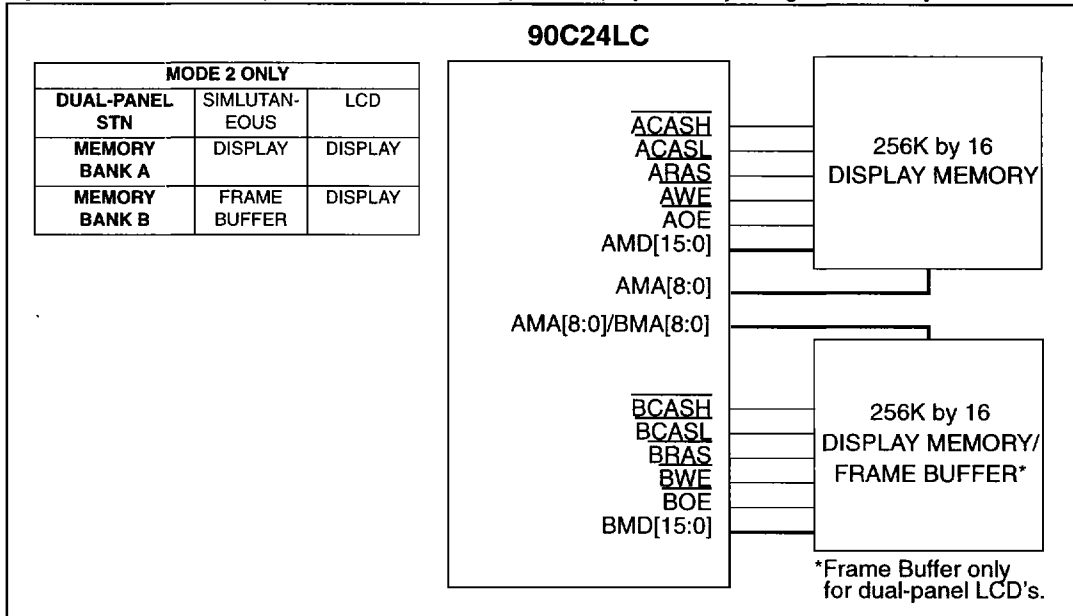 90C24LC
MODE 2 ONLY
DUAL-PANEL STN SIMLUTAN-EOUS LCD
MEMORY BANK A DISPLAY DISPLAY
MEMORY BANK B FRAME BUFFER DISPLAY
ACASH
ACASL
ARAS
AWE
AOE
AMD[15:0]
AMA[8:0]
AMA[8:0]/BMA[8:0]
BCASH
BCASL
BRAS
BWE
BOE
BMD[15:0]
256K by 16
DISPLAY MEMORY
256K by 16
DISPLAY MEMORY/
FRAME BUFFER*
*Frame Buffer only
for dual-panel LCD's.